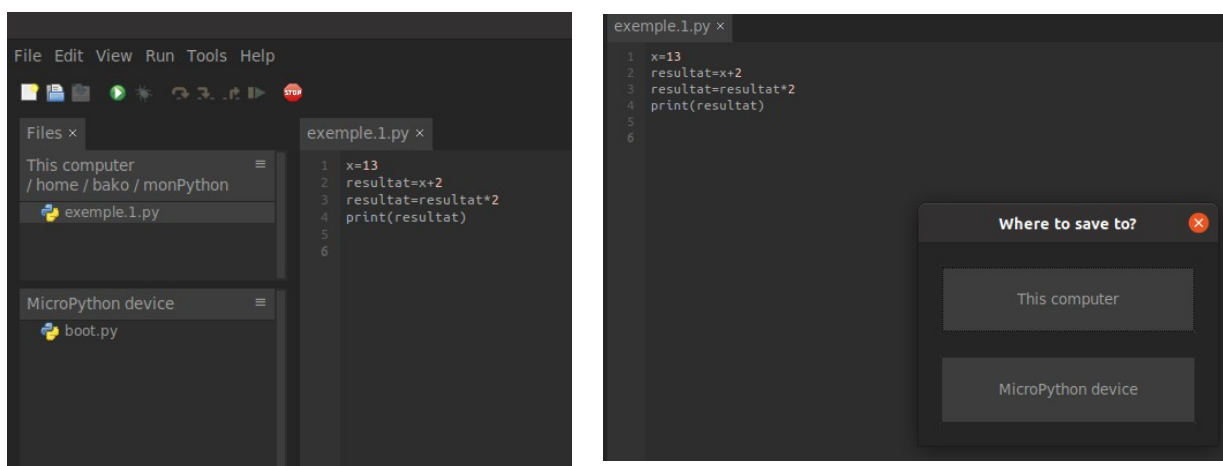 File Edit View Run Tools Help
STOP
Files ×
This computer
/ home / bako / monPython
exemple.1.py
MicroPython device
boot.py
exemple.1.py ×
1 x=13
2 resultat=x+2
3 resultat=resultat*2
4 print(resultat)
5
6
exemple.1.py ×
1 x=13
2 resultat=x+2
3 resultat=resultat*2
4 print(resultat)
5
6
Where to save to?
This computer
MicroPython device